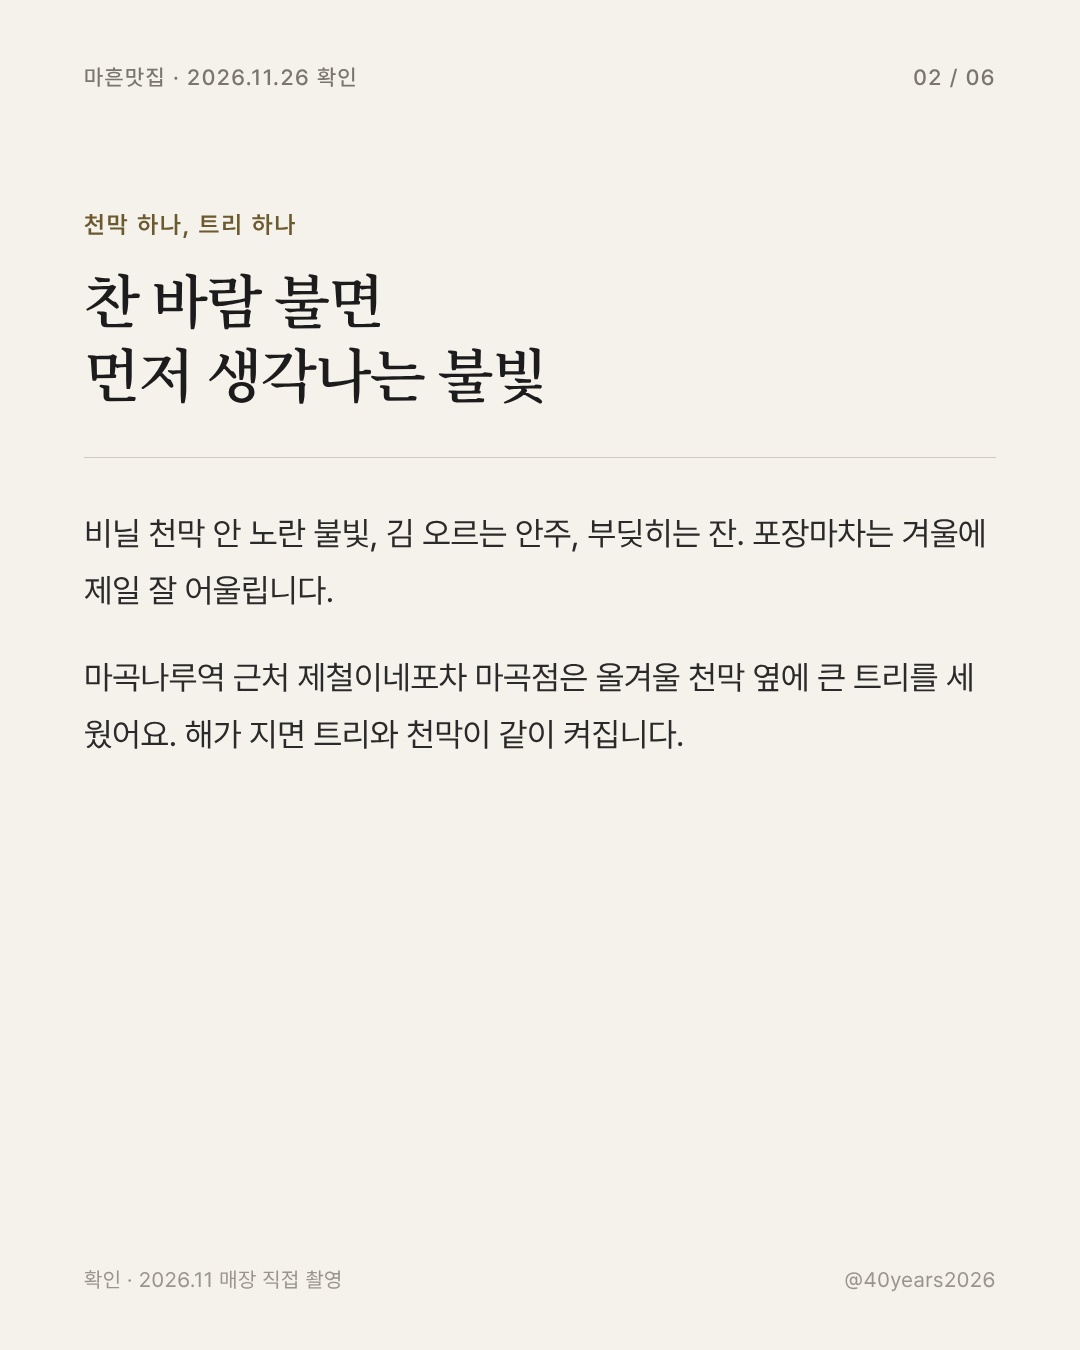 마흔맛집 · 2026.11.26 확인
02 / 06
천막 하나, 트리 하나
찬 바람 불면
먼저 생각나는 불빛
비닐 천막 안 노란 불빛, 김 오르는 안주, 부딪히는 잔. 포장마차는 겨울에
제일 잘 어울립니다.
마곡나루역 근처 제철이네포차 마곡점은 올겨울 천막 옆에 큰 트리를 세
웠어요. 해가 지면 트리와 천막이 같이 켜집니다.
확인 · 2026.11 매장 직접 촬영
@40years2026